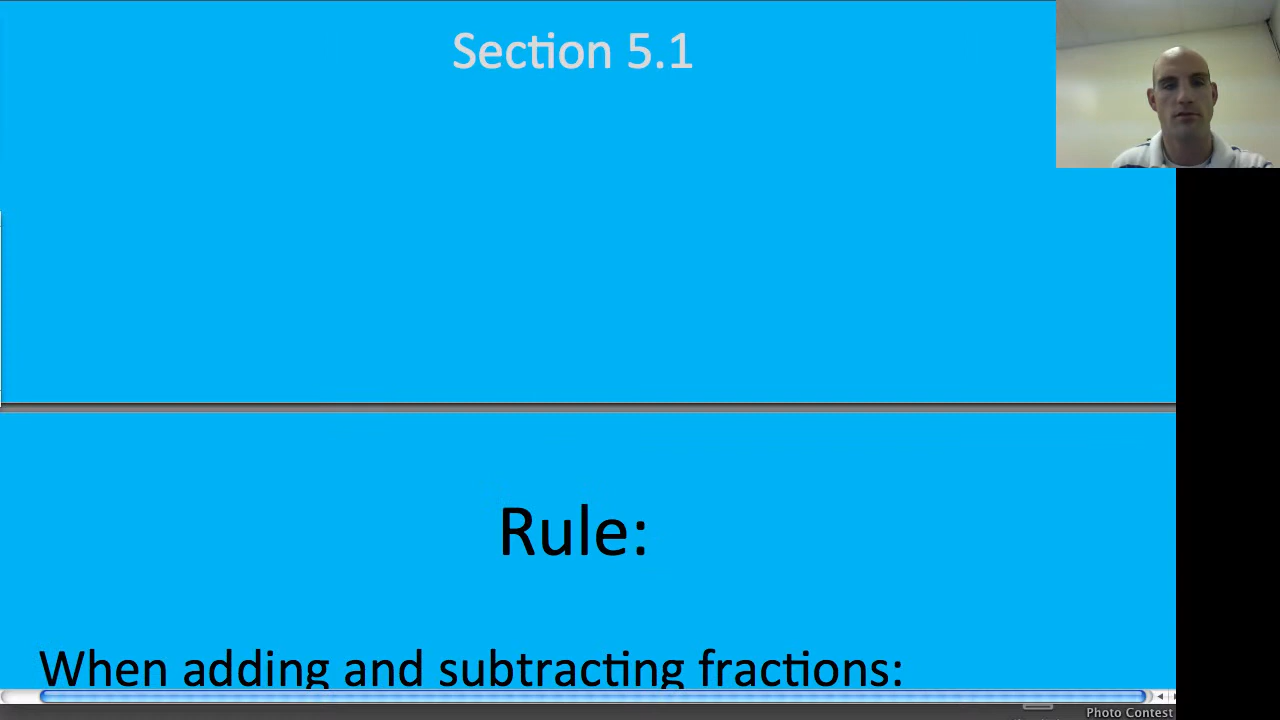 Section 5.1
Rule:
When adding and subtracting fractions:
Photo Contest